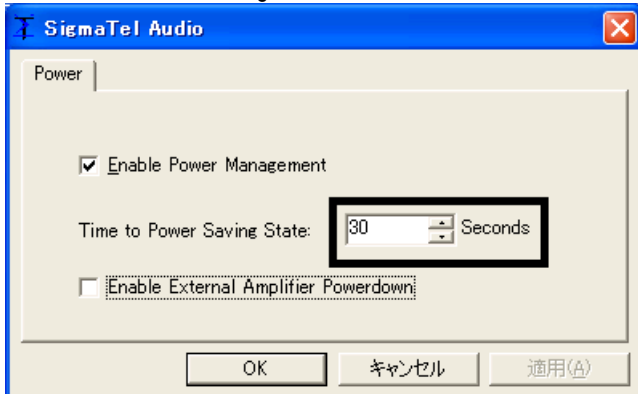 SigmaTel Audio
Power
Enable Power Management
Time to Power Saving State: 30 Seconds
Enable External Amplifier Powerdown
OK キャンセル 適用(A)